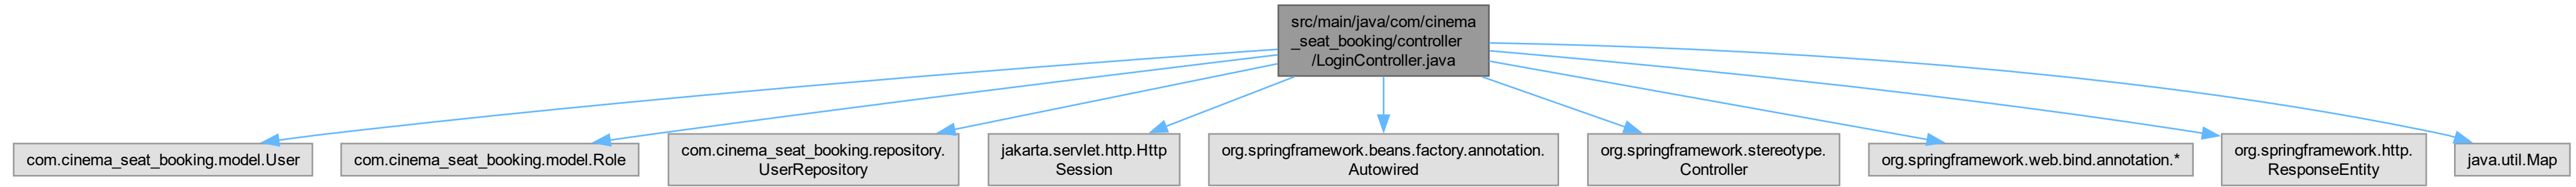 src/main/java/com/cinema
_seat_booking/controller
/LoginController.java
com.cinema_seat_booking.model.User
com.cinema_seat_booking.model.Role
com.cinema_seat_booking.repository.
UserRepository
jakarta.servlet.http.Http
Session
org.springframework.beans.factory.annotation.
Autowired
org.springframework.stereotype.
Controller
org.springframework.web.bind.annotation.*
org.springframework.http.
ResponseEntity
java.util.Map